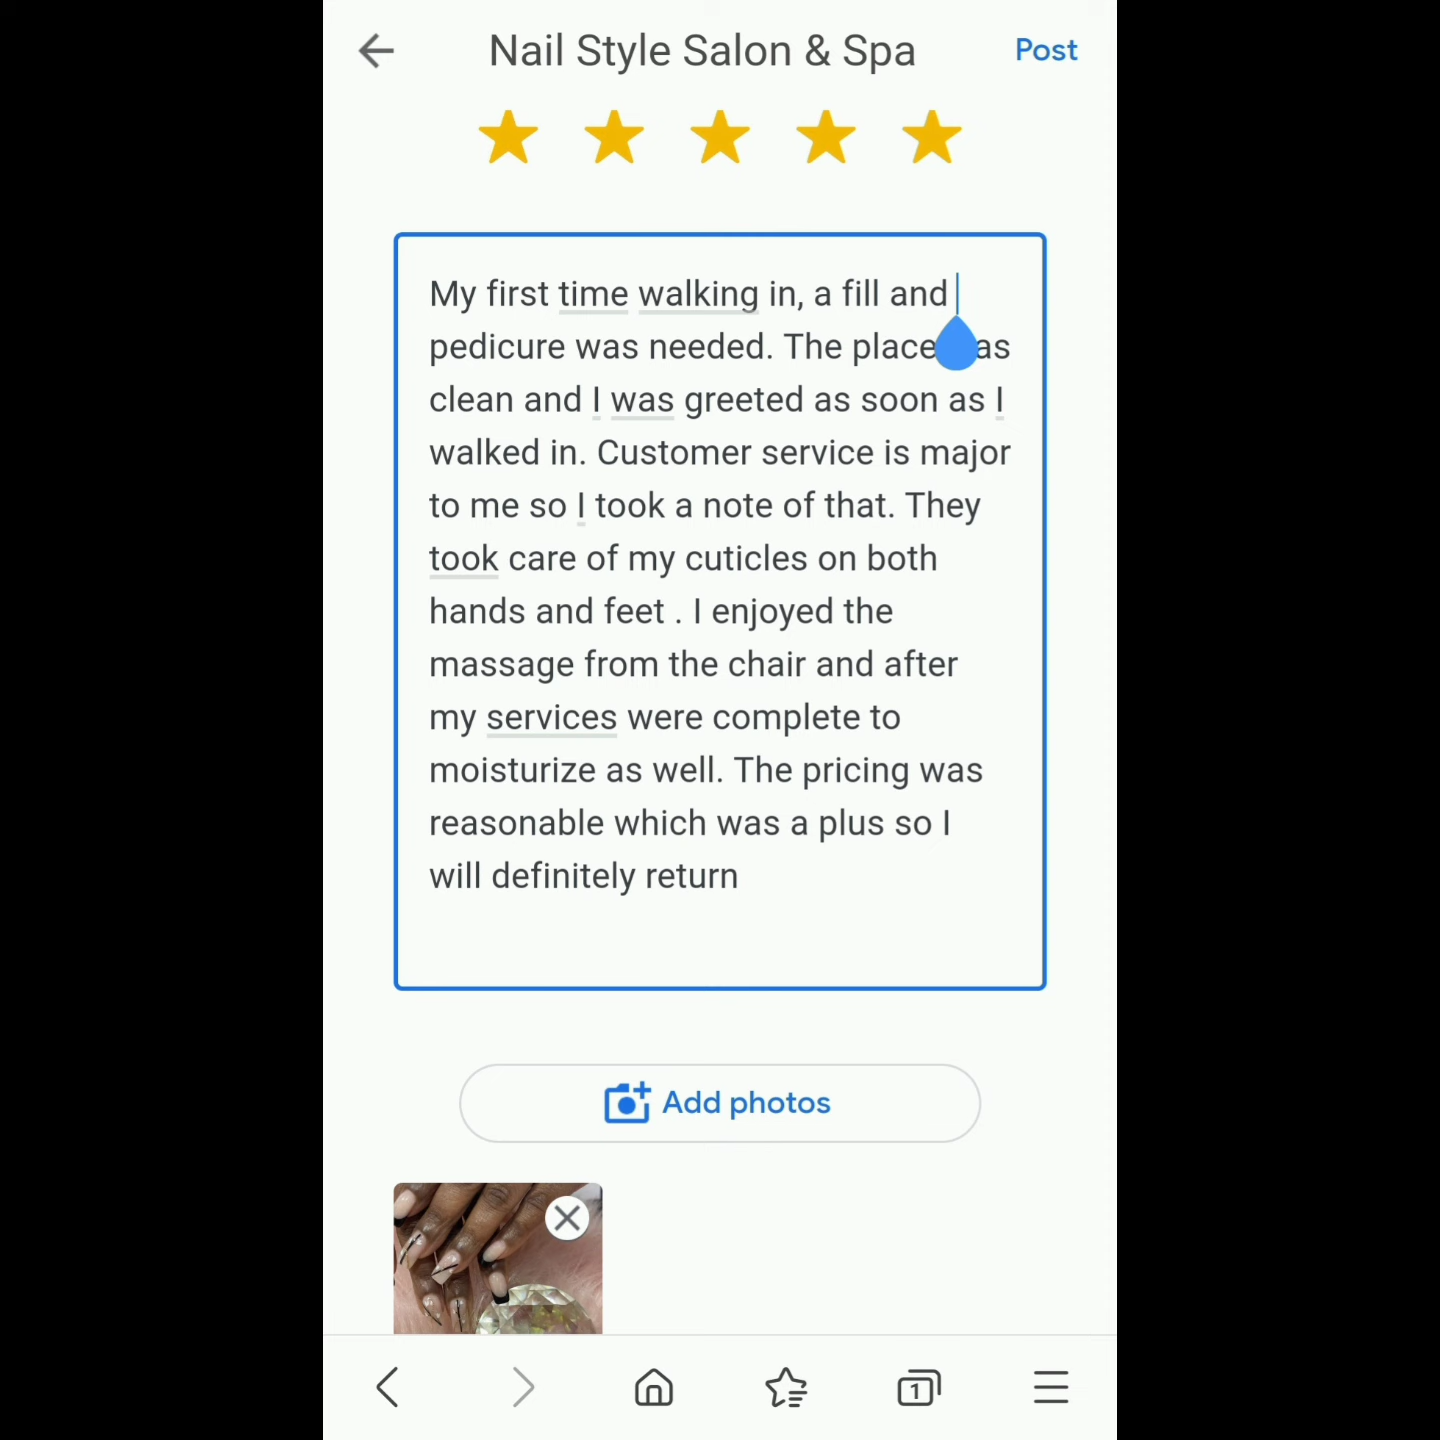 Nail Style Salon & Spa
Post
My first time walking in, a fill and
pedicure was needed. The place as
clean and I was greeted as soon as I
walked in. Customer service is major
to me so I took a note of that. They
took care of my cuticles on both
hands and feet . I enjoyed the
massage from the chair and after
my services were complete to
moisturize as well. The pricing was
reasonable which was a plus so I
will definitely return
Add photos
1